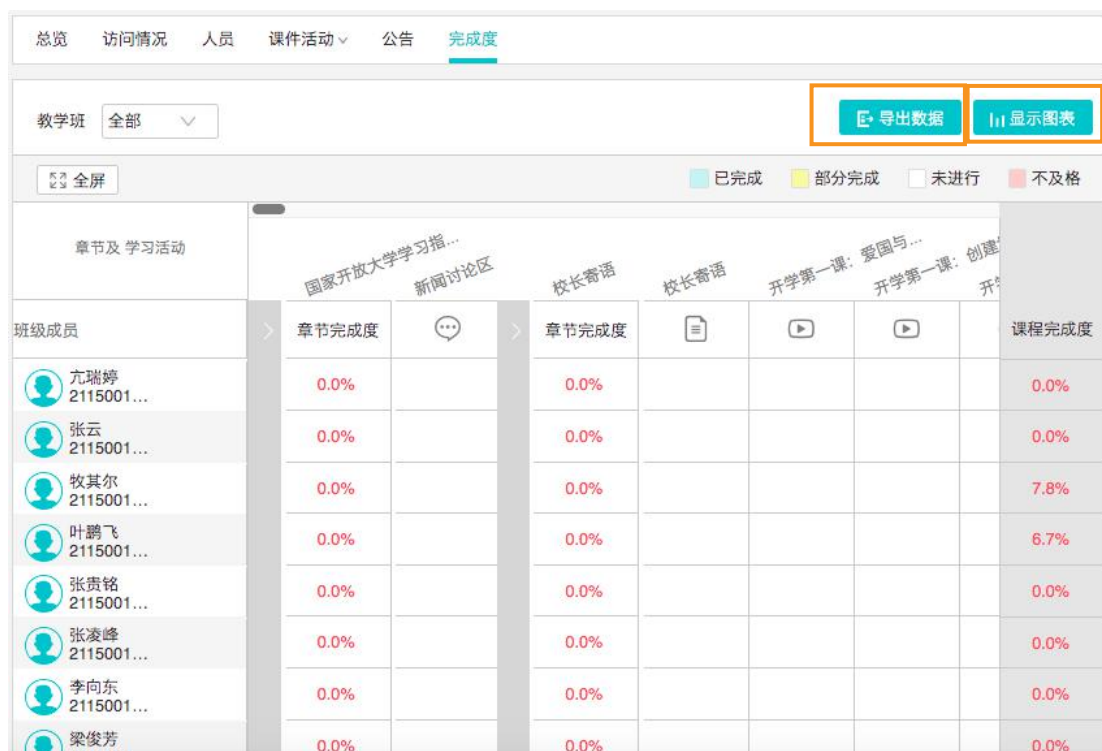 总览 访问情况 人员 课件活动 公告 完成度
教学班 全部 导出数据 显示图表
全屏 已完成 部分完成 未进行 不及格
章节及 学习活动 国家开放大学学习指... 新闻讨论区 校长寄语 校长寄语 开学第一课：爱国与... 开学第一课：创建 开学
班级成员 章节完成度 章节完成度 课程完成度
亢瑞婷
2115001... 0.0% 0.0% 0.0%
张云
2115001... 0.0% 0.0% 0.0%
牧其尔
2115001... 0.0% 0.0% 7.8%
叶鹏飞
2115001... 0.0% 0.0% 6.7%
张贵铭
2115001... 0.0% 0.0% 0.0%
张凌峰
2115001... 0.0% 0.0% 0.0%
李向东
2115001... 0.0% 0.0% 0.0%
梁俊芳
0.0% 0.0% 0.0%